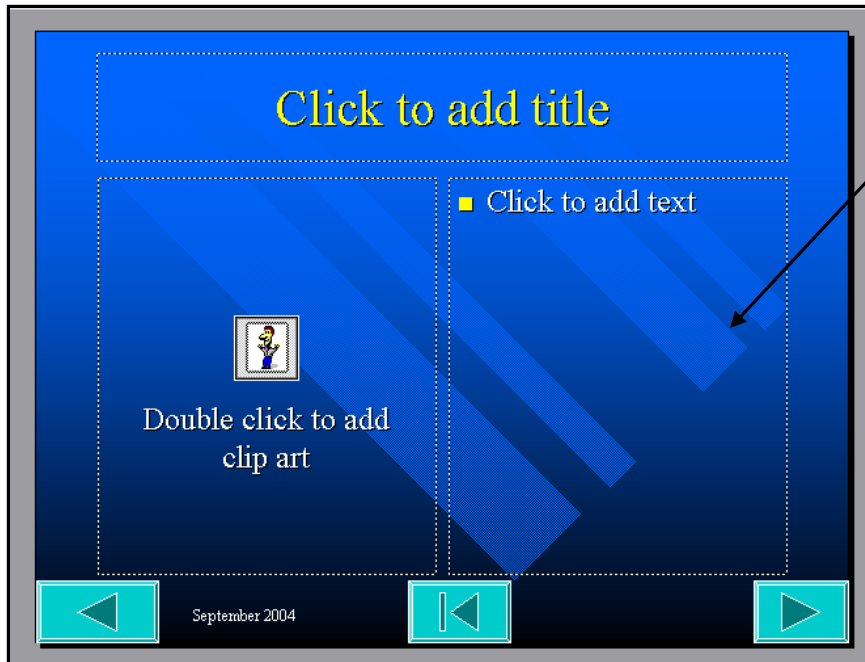 Click to add title
Click to add text
Double click to add
clip art
September 2004